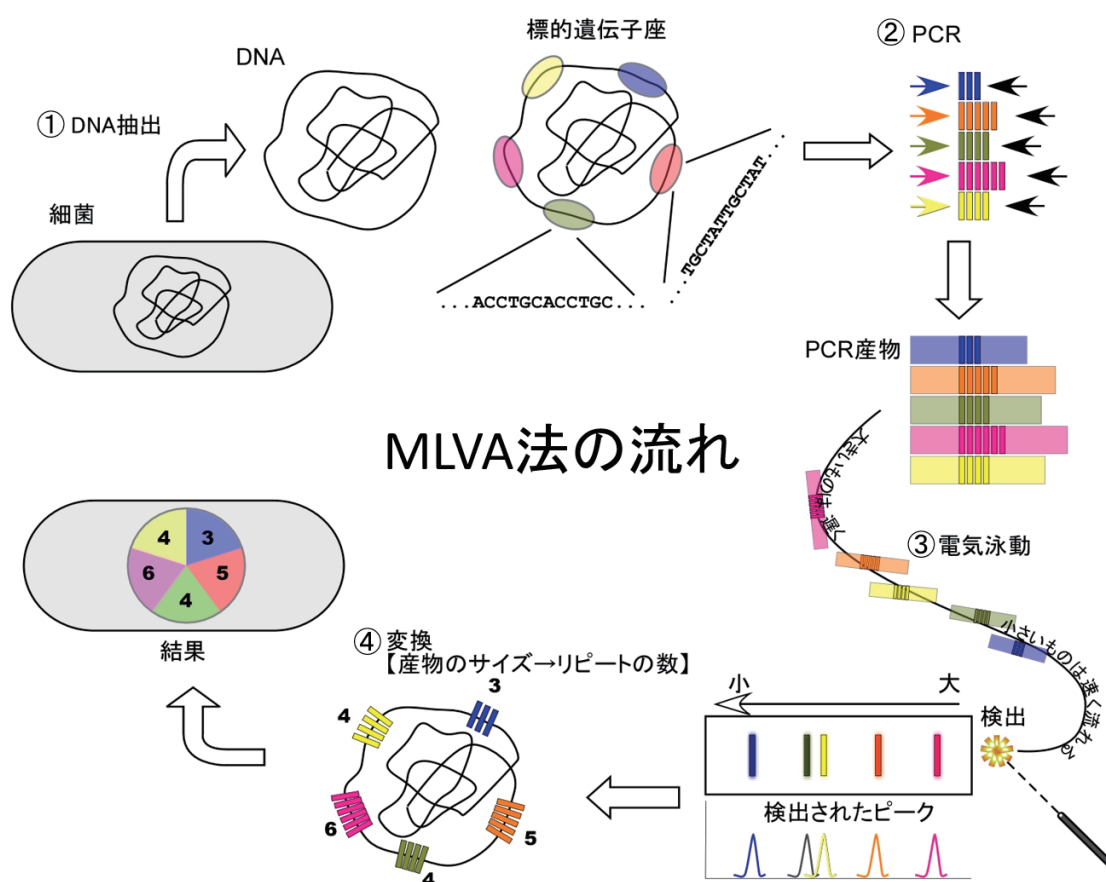 ① DNA抽出
細菌
DNA
標的遺伝子座
...ACCTGCACCTGC...
...TGCTATTGCTAT...
② PCR
PCR産物
MLVA法の流れ
大きいものは遅く
③ 電気泳動
小さいものは速く流れる
検出
小
大
検出されたピーク
④ 変換
【産物のサイズ→リピートの数】
3
4
5
6
4
4
3
6
5
4
結果